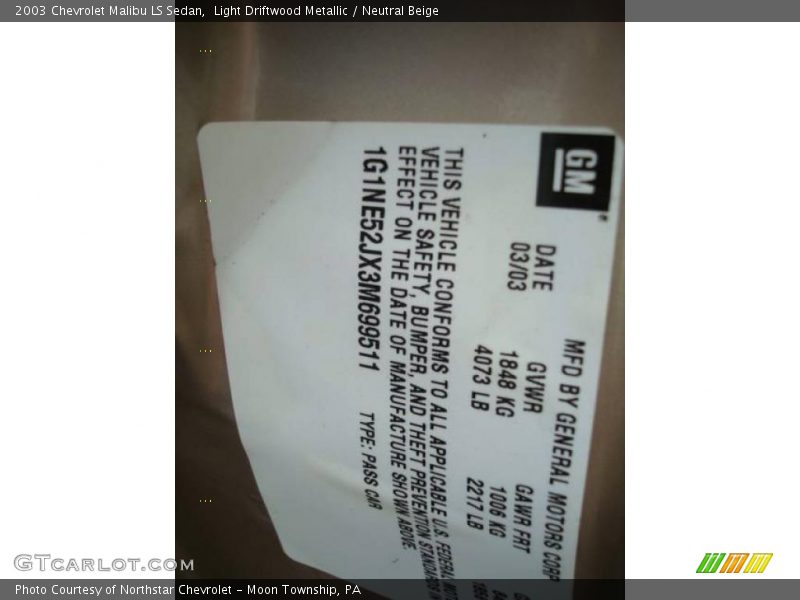 2003 Chevrolet Malibu LS Sedan, Light Driftwood Metallic / Neutral Beige
GM
MFD BY GENERAL MOTORS CORP
DATE GVWR GAWR FRT
03/03 1848 KG 1006 KG
4073 LB 2217 LB
THIS VEHICLE CONFORMS TO ALL APPLICABLE U.S. FEDERAL
VEHICLE SAFETY, BUMPER, AND THEFT PREVENTION
EFFECT ON THE DATE OF MANUFACTURE SHOWN ABOVE.
1G1NE52JX3M699511 TYPE: PASS CAR
GTcarlot.com
Photo Courtesy of Northstar Chevrolet - Moon Township, PA